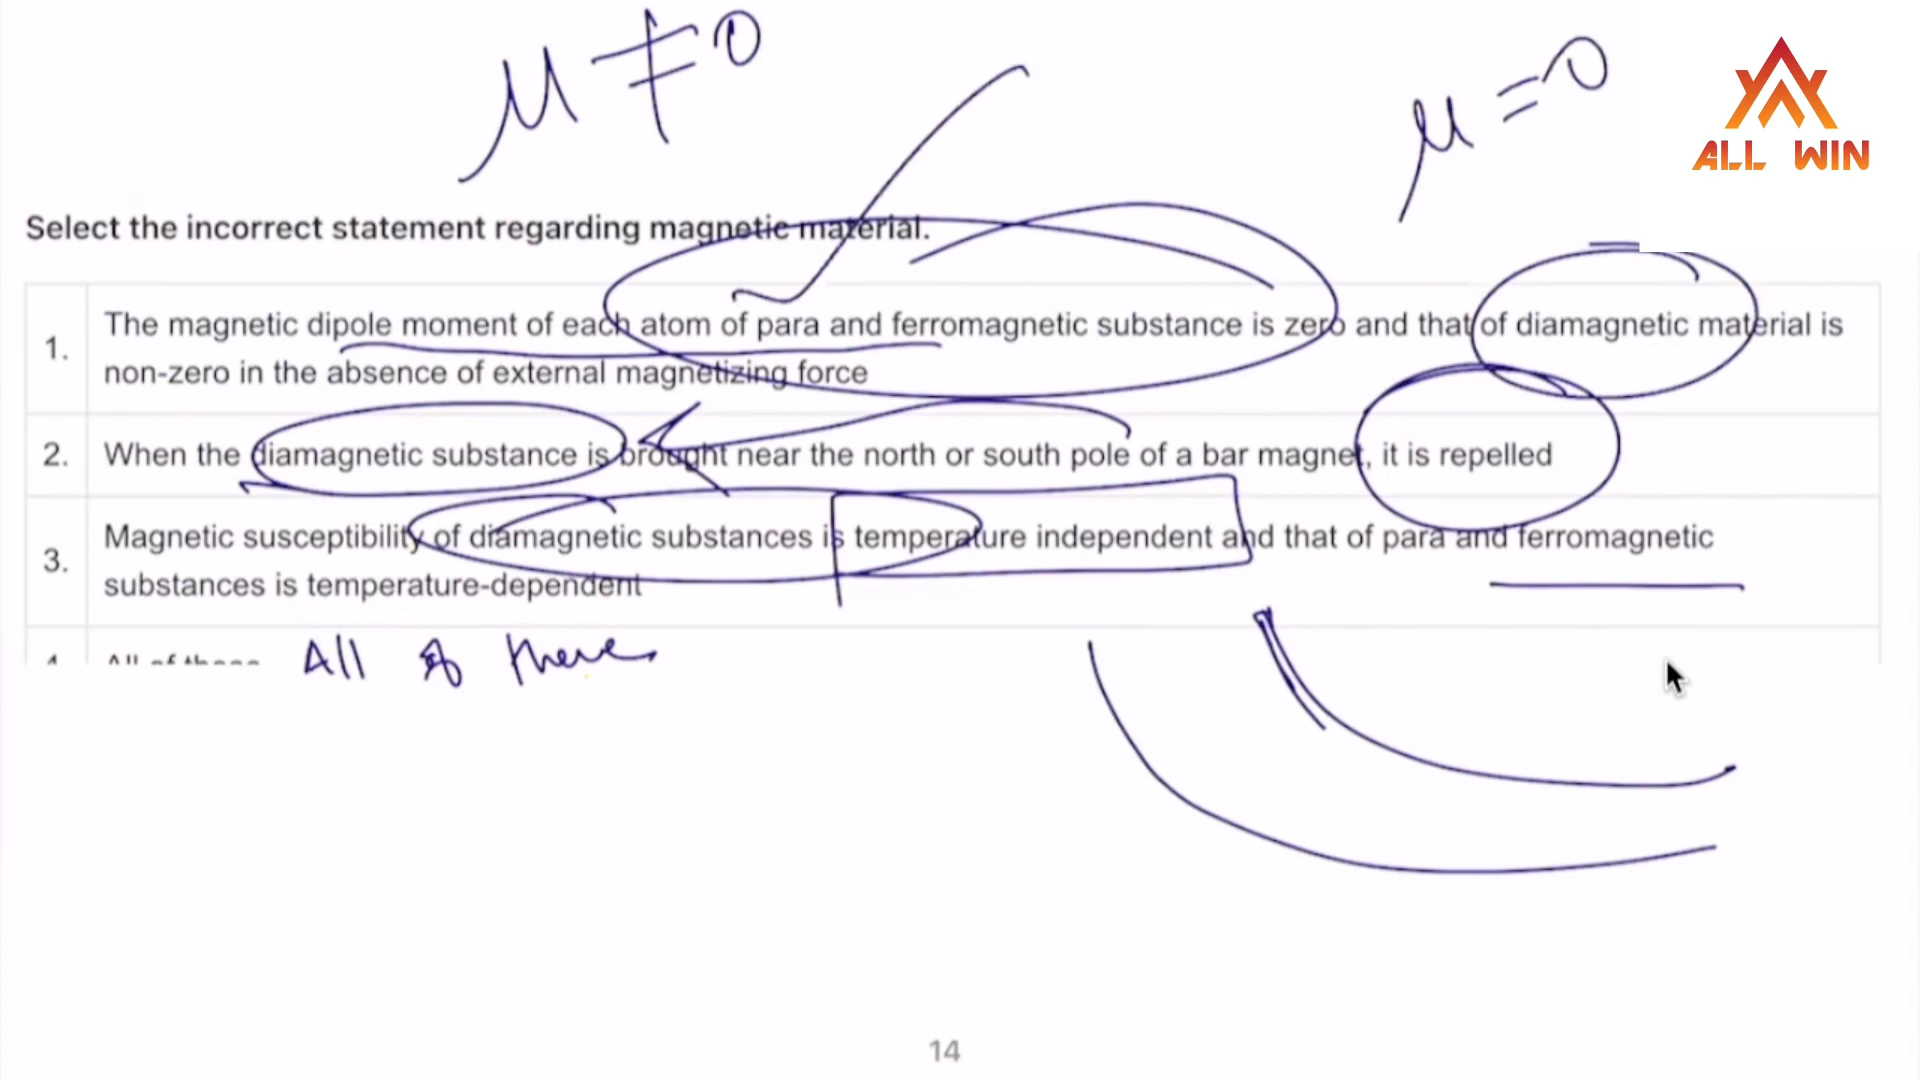 μ ≠ 0
μ = 0
ALL WIN
Select the incorrect statement regarding magnetic material.
1. The magnetic dipole moment of each atom of para and ferromagnetic substance is zero and that of diamagnetic material is
non-zero in the absence of external magnetizing force
2. When the diamagnetic substance is brought near the north or south pole of a bar magnet, it is repelled
3. Magnetic susceptibility of diamagnetic substances is temperature independent and that of para and ferromagnetic
substances is temperature-dependent
4. All of these All of these
14